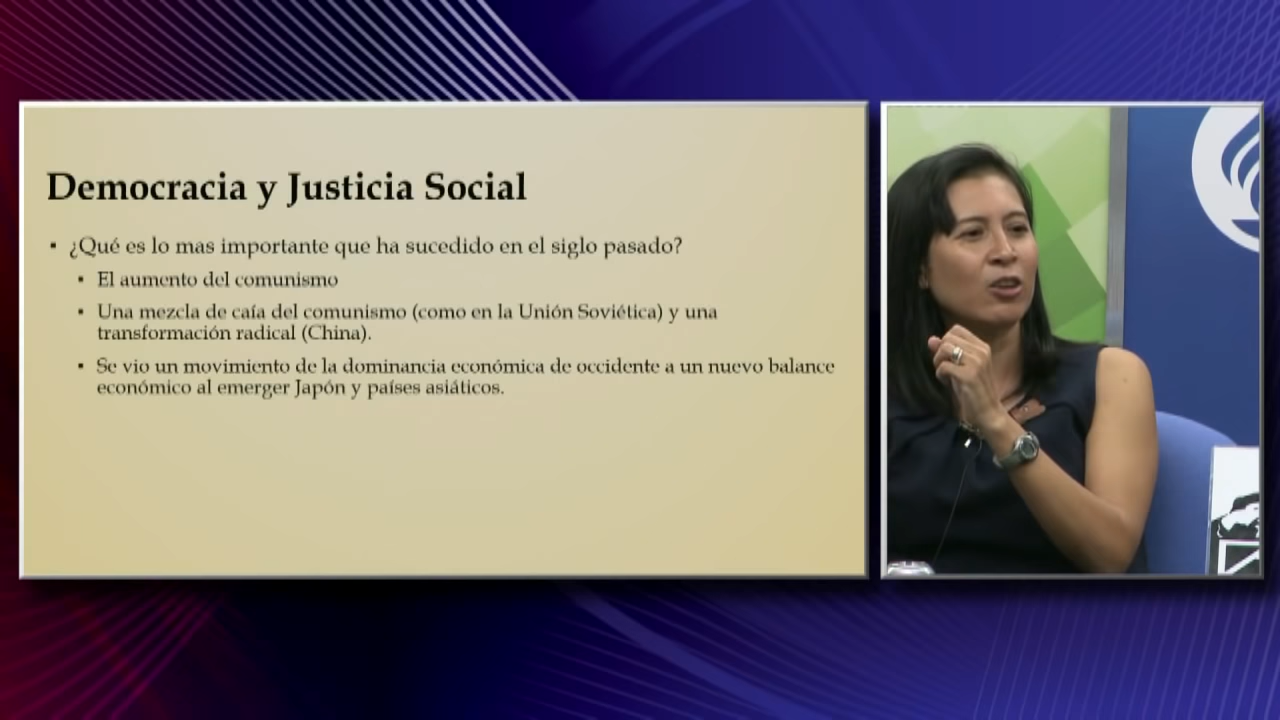 Democracia y Justicia Social
▪ ¿Qué es lo mas importante que ha sucedido en el siglo pasado?
▪ El aumento del comunismo
▪ Una mezcla de caía del comunismo (como en la Unión Soviética) y una
transformación radical (China).
▪ Se vio un movimiento de la dominancia económica de occidente a un nuevo balance
económico al emerger Japón y países asiáticos.